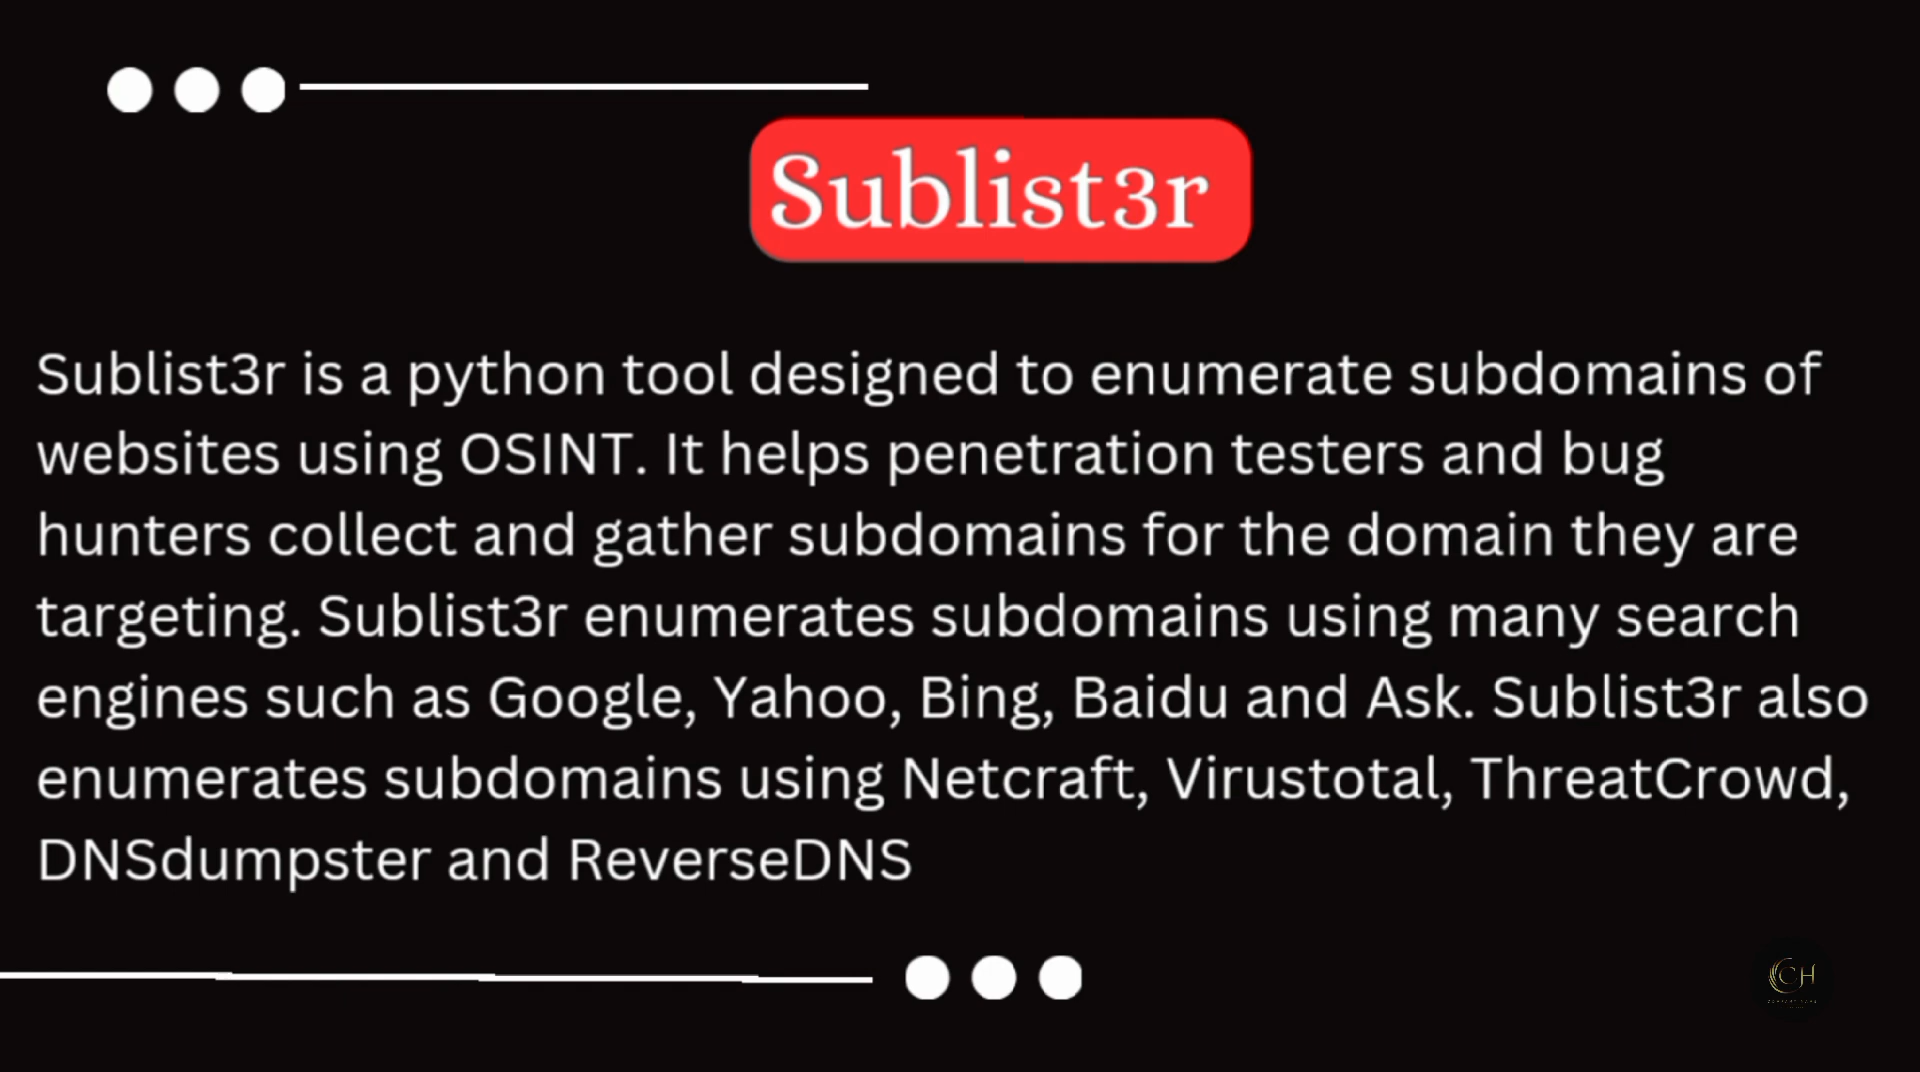 Sublist3r
Sublist3r is a python tool designed to enumerate subdomains of
websites using OSINT. It helps penetration testers and bug
hunters collect and gather subdomains for the domain they are
targeting. Sublist3r enumerates subdomains using many search
engines such as Google, Yahoo, Bing, Baidu and Ask. Sublist3r also
enumerates subdomains using Netcraft, Virustotal, ThreatCrowd,
DNSdumpster and ReverseDNS
CH